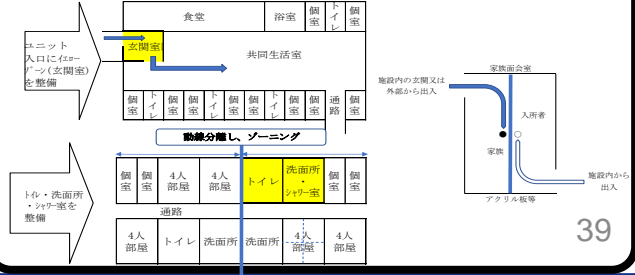 食堂
浴室
個室
トイレ
個室
ユニット
入口にイエロー
ゾーン(玄関室)
を整備
玄関室
共同生活室
個室
トイレ
個室
個室
トイレ
個室
トイレ
個室
個室
通路
個室
動線分離し、ゾーニング
トイレ・洗面所
・シャワー室を
整備
個室
個室
4人
部屋
4人
部屋
トイレ
洗面所
・
シャワー室
個室
個室
通路
4人
部屋
トイレ
洗面所
洗面所
4人
部屋
4人
部屋
家族面会室
施設内の玄関又は
外部から出入
入所者
家族
施設内から
出入
アクリル板等
39